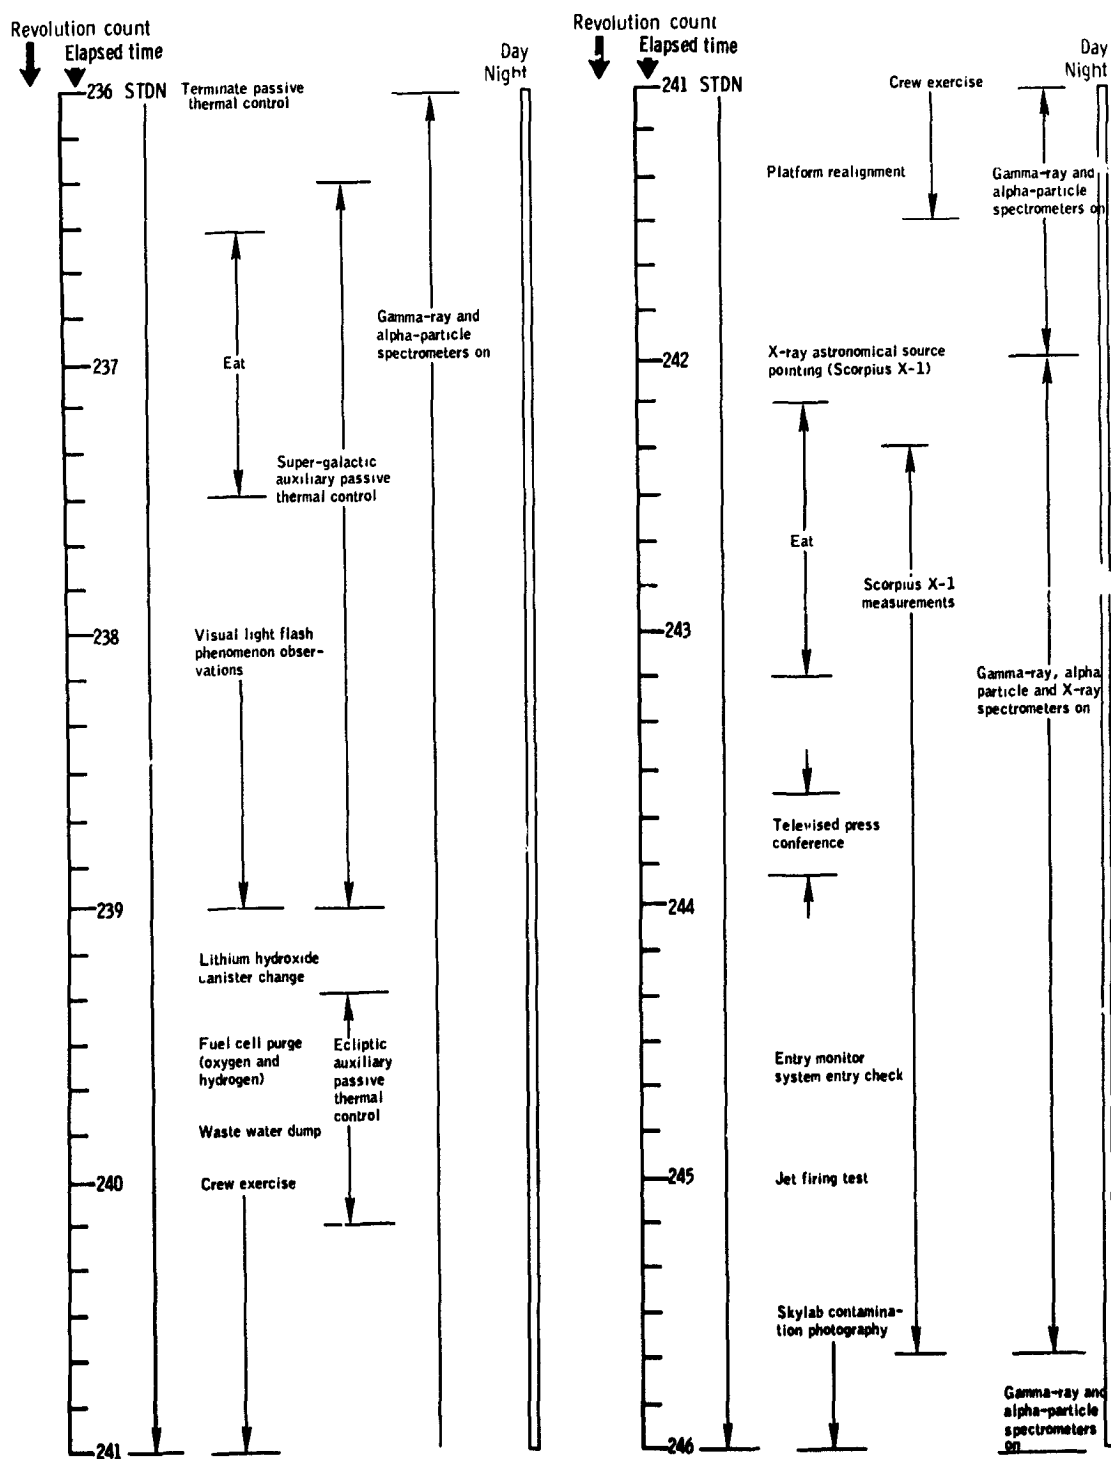 Revolution count
Elapsed time
Day
Night
236 STDN
Terminate passive
thermal control
Gamma-ray and
alpha-particle
spectrometers on
Eat
237
Super-galactic
auxiliary passive
thermal control
238
Visual light flash
phenomenon obser-
vations
239
Lithium hydroxide
canister change
Fuel cell purge
(oxygen and
hydrogen)
Ecliptic
auxiliary
passive
thermal
control
Waste water dump
240
Crew exercise
241
Revolution count
Elapsed time
Day
Night
241 STDN
Crew exercise
Platform realignment
Gamma-ray and
alpha-particle
spectrometers on
242
X-ray astronomical source
pointing (Scorpius X-1)
Eat
Scorpius X-1
measurements
243
Gamma-ray, alpha
particle and X-ray
spectrometers on
Televised press
conference
244
Entry monitor
system entry check
245
Jet firing test
Skylab contamina-
tion photography
Gamma-ray and
alpha-particle
spectrometers
on
246